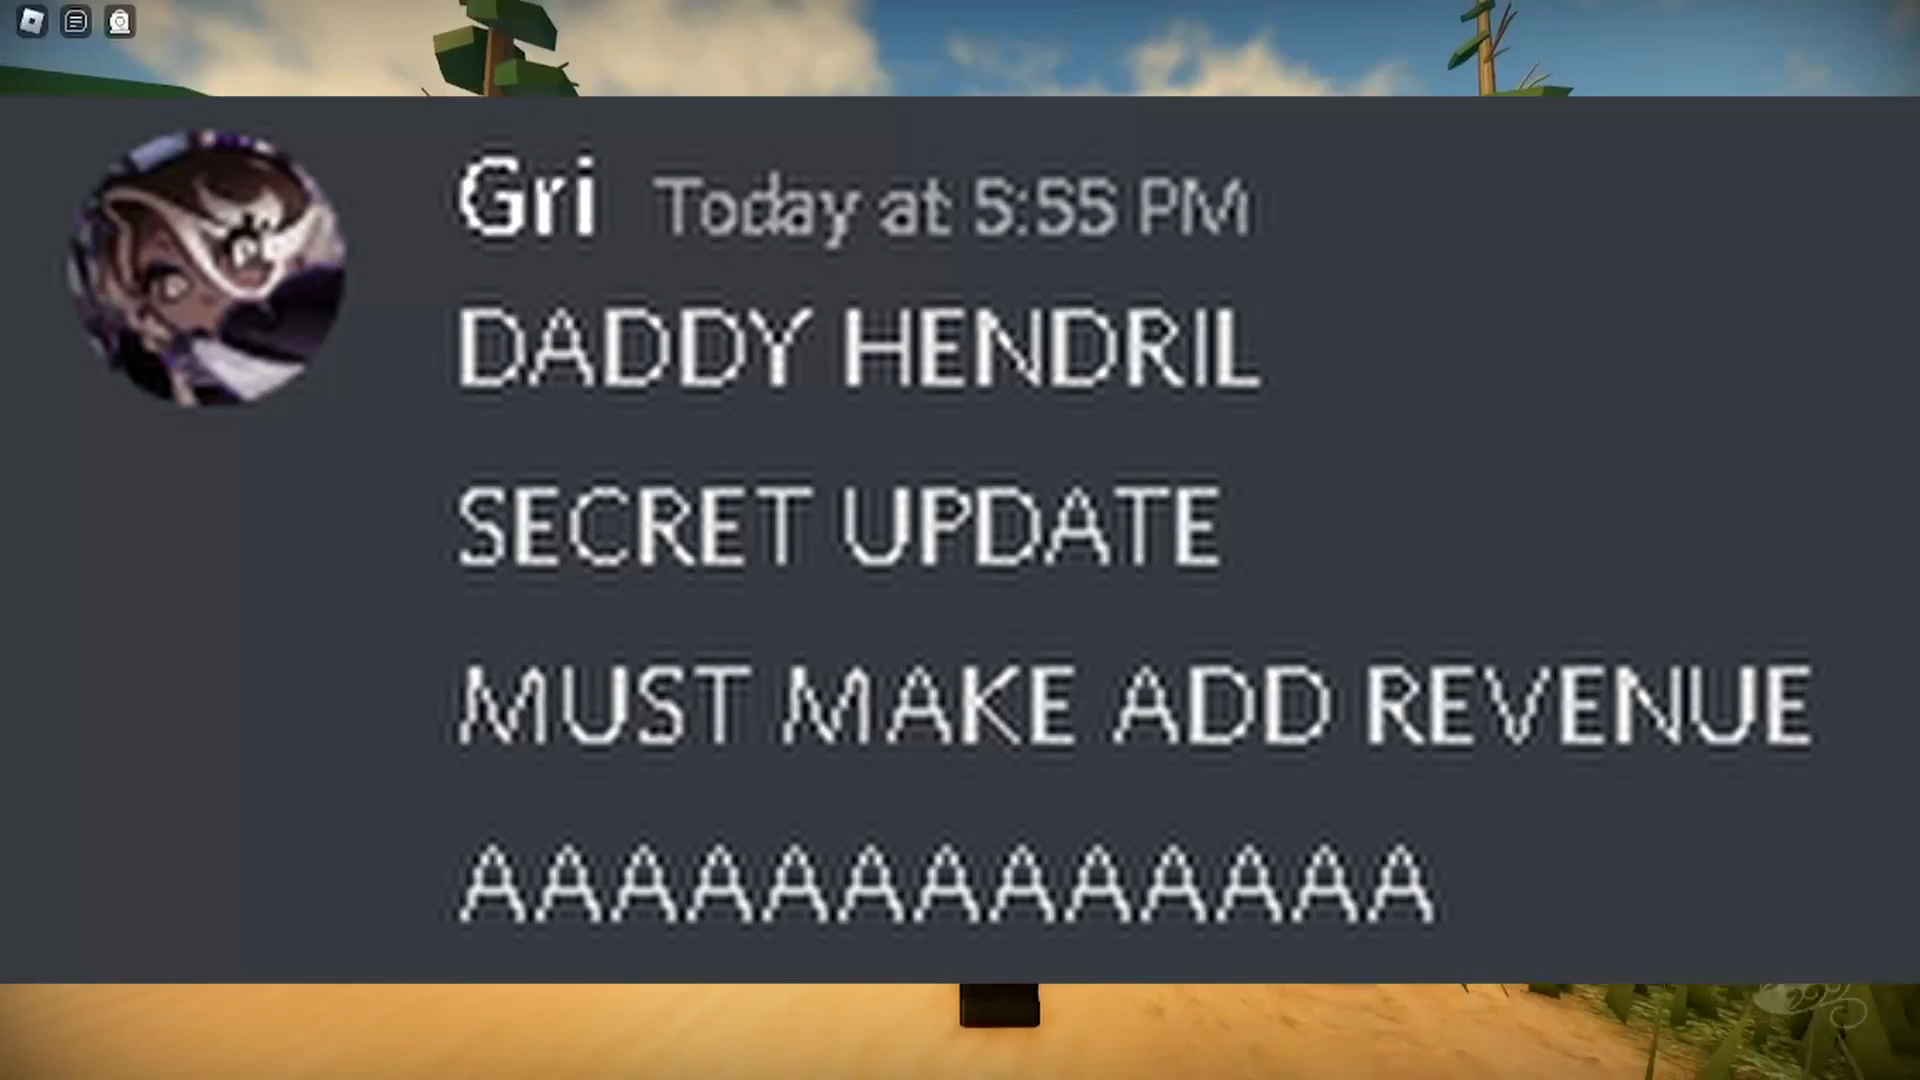 Gri Today at 5:55 PM
DADDY HENDRIL
SECRET UPDATE
MUST MAKE ADD REVENUE
AAAAAAAAAAAAA